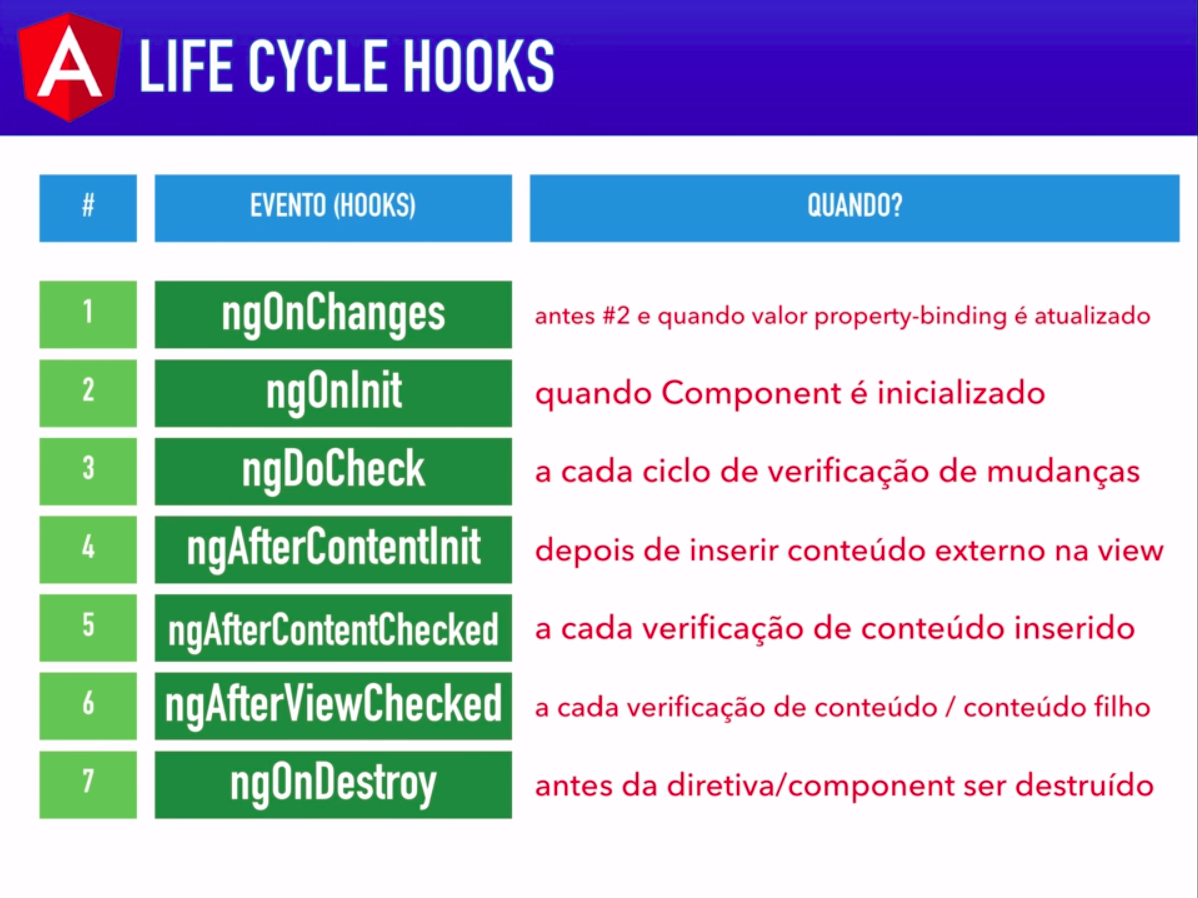 A LIFE CYCLE HOOKS
# EVENTO (HOOKS) QUANDO?
1 ngOnChanges antes #2 e quando valor property-binding é atualizado
2 ngOnInit quando Component é inicializado
3 ngDoCheck a cada ciclo de verificação de mudanças
4 ngAfterContentInit depois de inserir conteúdo externo na view
5 ngAfterContentChecked a cada verificação de conteúdo inserido
6 ngAfterViewChecked a cada verificação de conteúdo / conteúdo filho
7 ngOnDestroy antes da diretiva/component ser destruído